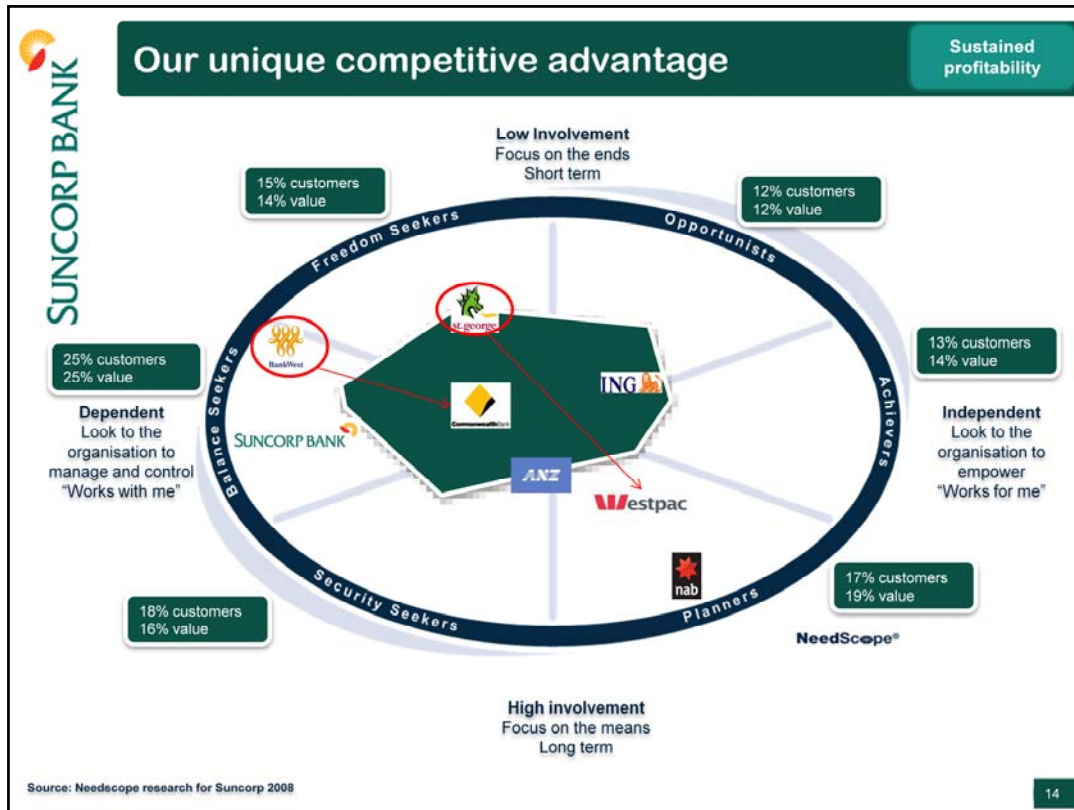 SUNCORP BANK
Our unique competitive advantage
Sustained
profitability
Low Involvement
Focus on the ends
Short term
15% customers
14% value
12% customers
12% value
Freedom Seekers
Opportunists
st.george
BankWest
25% customers
25% value
13% customers
14% value
Dependent
Look to the
organisation to
manage and control
“Works with me”
Balance Seekers
SUNCORP BANK
CommonwealthBank
ING
ANZ
Westpac
Achievers
Independent
Look to the
organisation to
empower
“Works for me”
nab
18% customers
16% value
Security Seekers
Planners
17% customers
19% value
NeedScope®
High involvement
Focus on the means
Long term
Source: Needscope research for Suncorp 2008
14